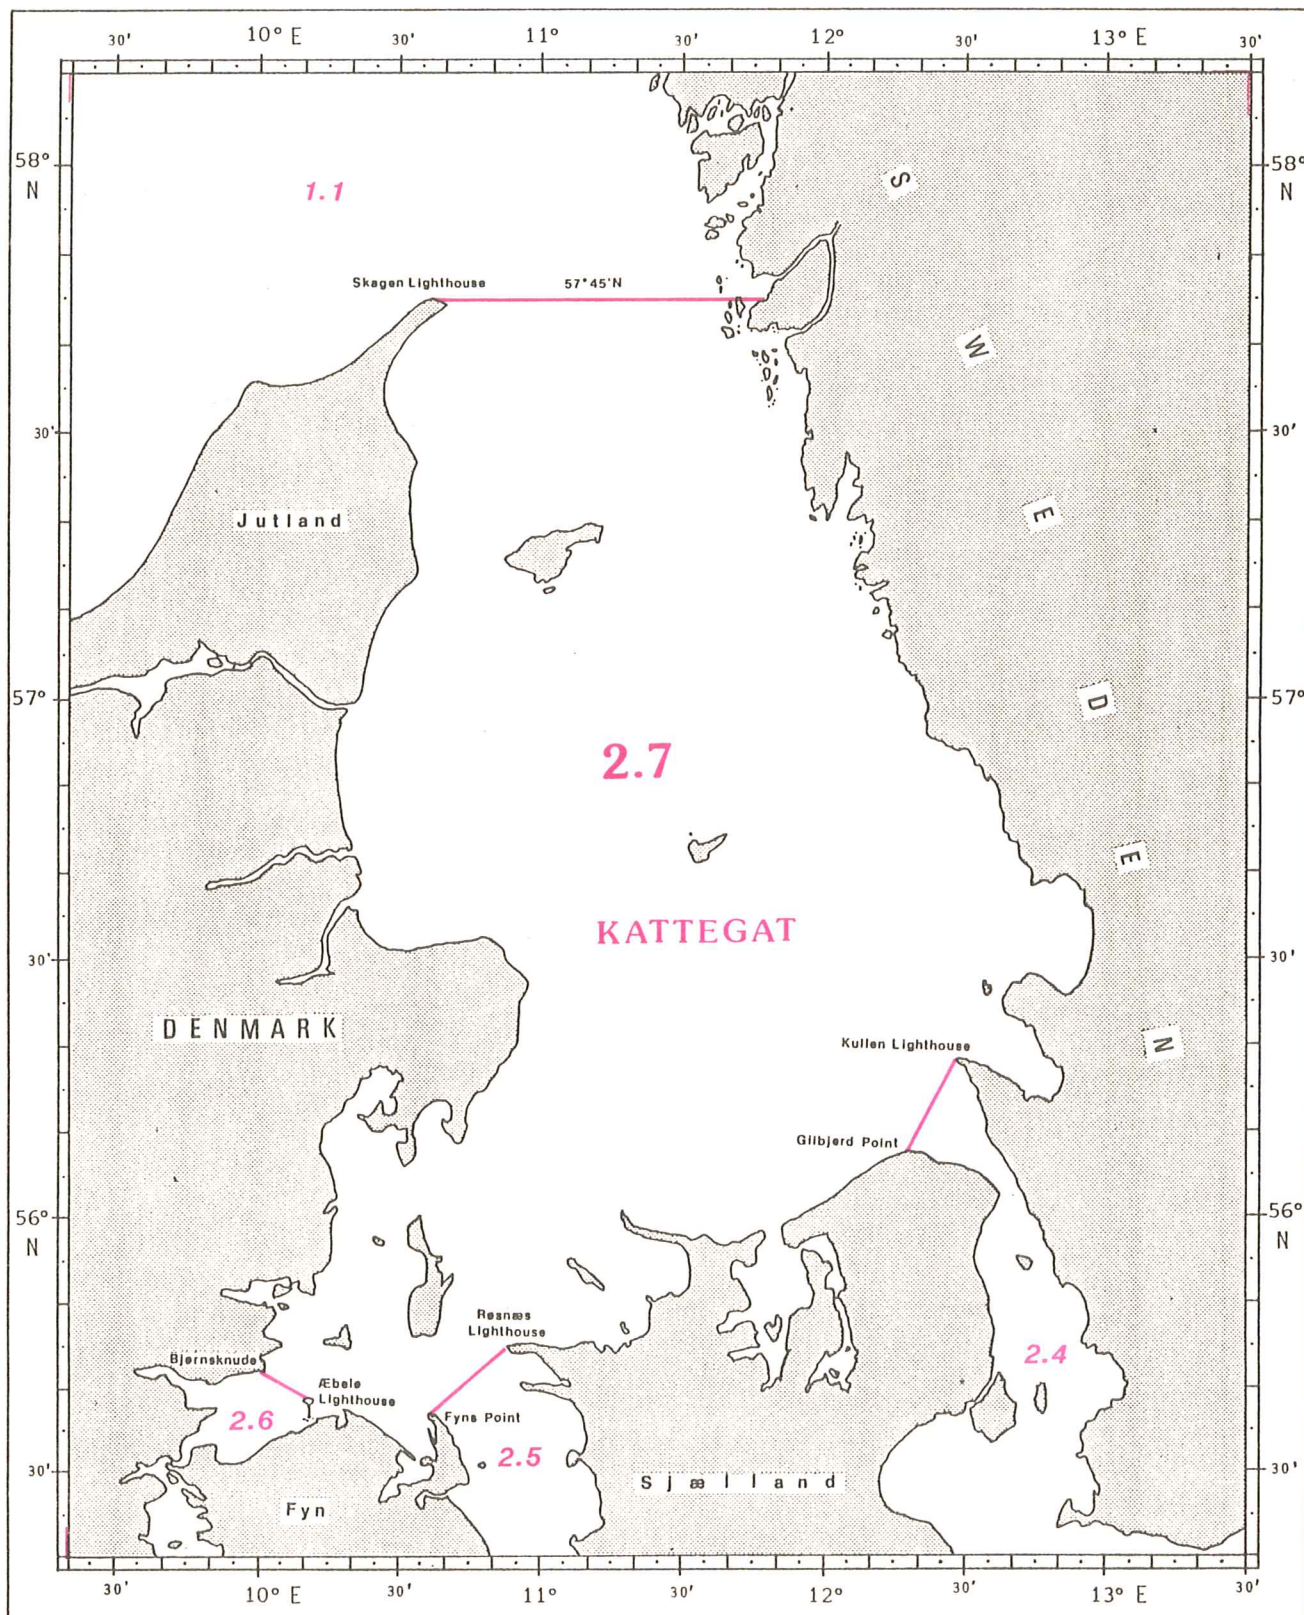 30' 10° E 30' 11° 30' 12° 30' 13° E 30'
58° N
58° N
1.1
S
W
E
D
E
N
Skagen Lighthouse
57°45'N
30'
30'
Jutland
57°
57°
2.7
KATTEGAT
30'
30'
DENMARK
Kullen Lighthouse
Gilbjerd Point
56° N
56° N
Røsnæs
Lighthouse
Bjørnsknude
Æbelø
Lighthouse
2.4
2.6
Fyns Point
2.5
30'
30'
Sjælland
Fyn
30' 10° E 30' 11° 30' 12° 30' 13° E 30'